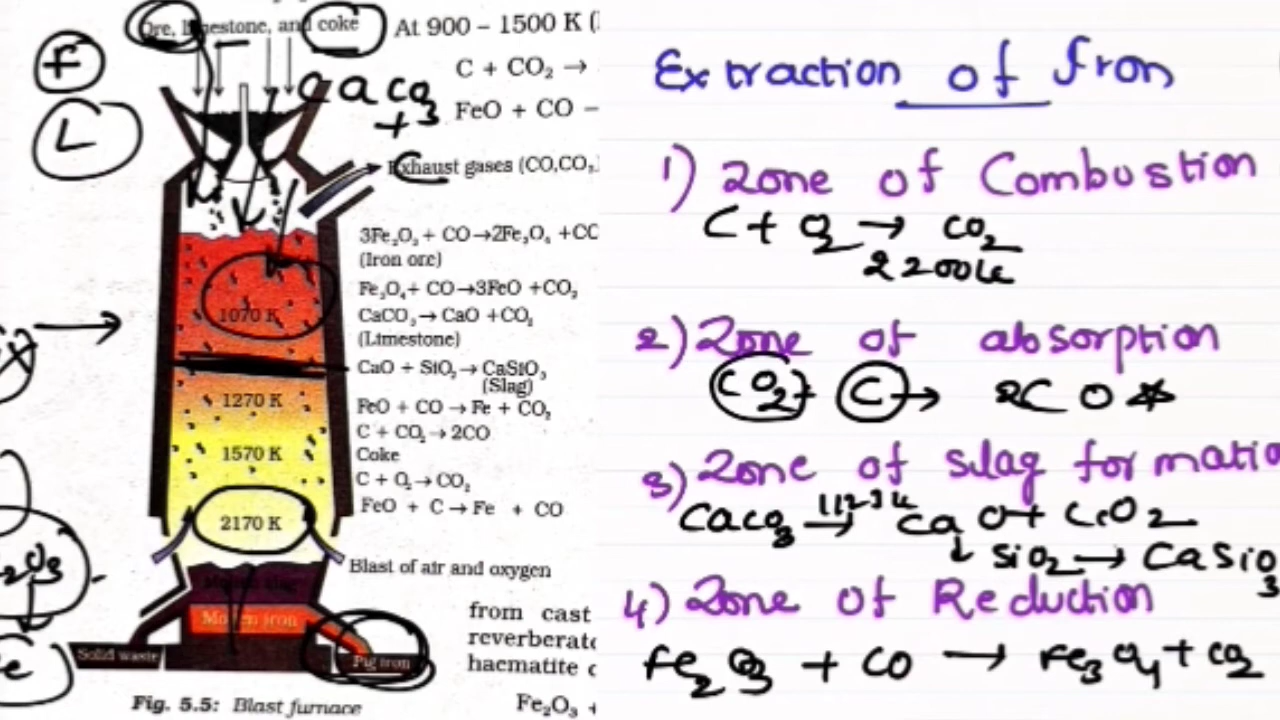 Ore, limestone, and coke
F
L
CaCO3
+
C
At 900 – 1500 K (
C + CO₂ →
FeO + CO –
Exhaust gases (CO,CO₂,
3Fe₂O₃ + CO→2Fe₃O₄ +CO
(Iron ore)
Fe₃O₄+ CO→3FeO +CO₂
1070 K
CaCO₃→ CaO +CO₂
(Limestone)
CaO + SiO₂→ CaSiO₃
(Slag)
1270 K
FeO + CO → Fe + CO₂
C + CO₂→ 2CO
1570 K
Coke
C + O₂→ CO₂
FeO + C → Fe + CO
2170 K
Blast of air and oxygen
Molten slag
Molten iron
Solid waste
Pig iron
from cast
reverberat
haematite
Fig. 5.5: Blast furnace
Fe₂O₃ +
Extraction of Iron
1) Zone of Combustion
C + O₂ → CO₂
2200k
2) Zone of absorption
CO₂ + C → 2CO
3) Zone of slag formatio
CaCO₃ 1123k → CaO + CO₂
↓ SiO₂ → CaSiO₃
4) Zone of Reduction
Fe₂O₃ + CO → Fe₃O₄ + CO₂